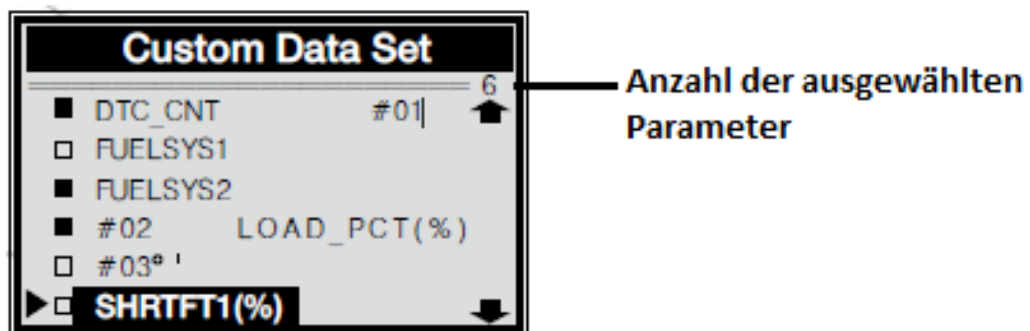 Custom Data Set
6
DTC_CNT #01
FUELSYS1
FUELSYS2
#02 LOAD_PCT(%)
#03
SHRTFT1(%)
Anzahl der ausgewählten
Parameter